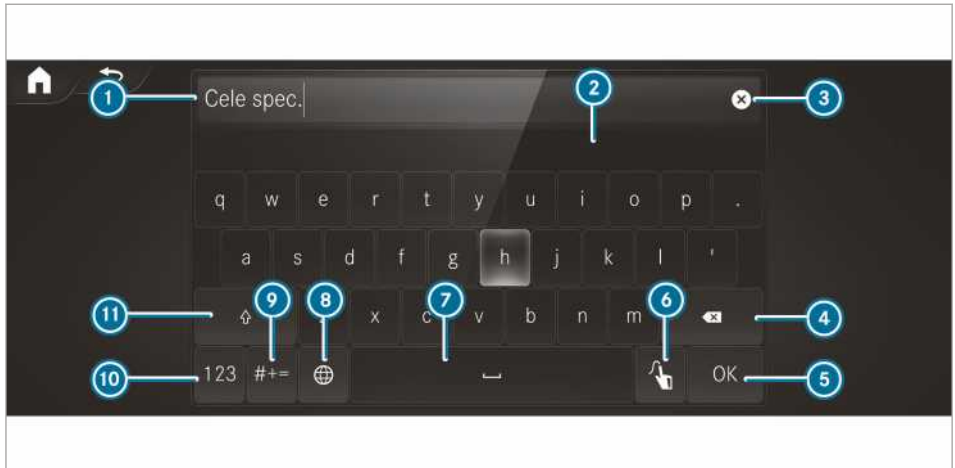 1 Cele spec. 2 3
q w e r t y u i o p .
a s d f g h j k l '
9 8 7 6
11 x c v b n m 4
10 123 #+= OK 5